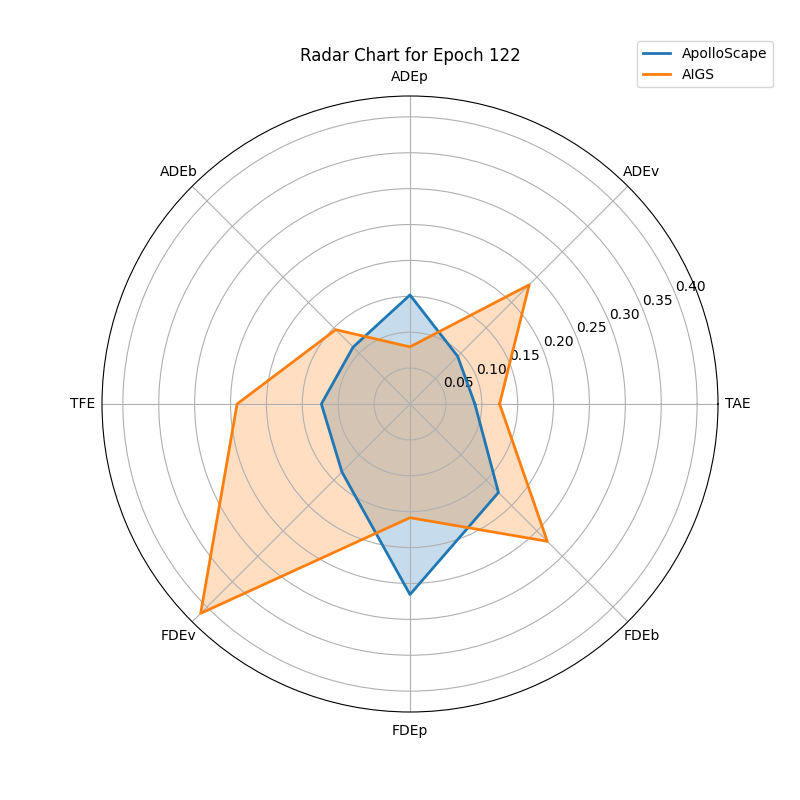 Radar Chart for Epoch 122
ApolloScape
AIGS
ADEp
ADEb
ADEv
TFE
TAE
0.05
0.10
0.15
0.20
0.25
0.30
0.35
0.40
FDEv
FDEb
FDEp